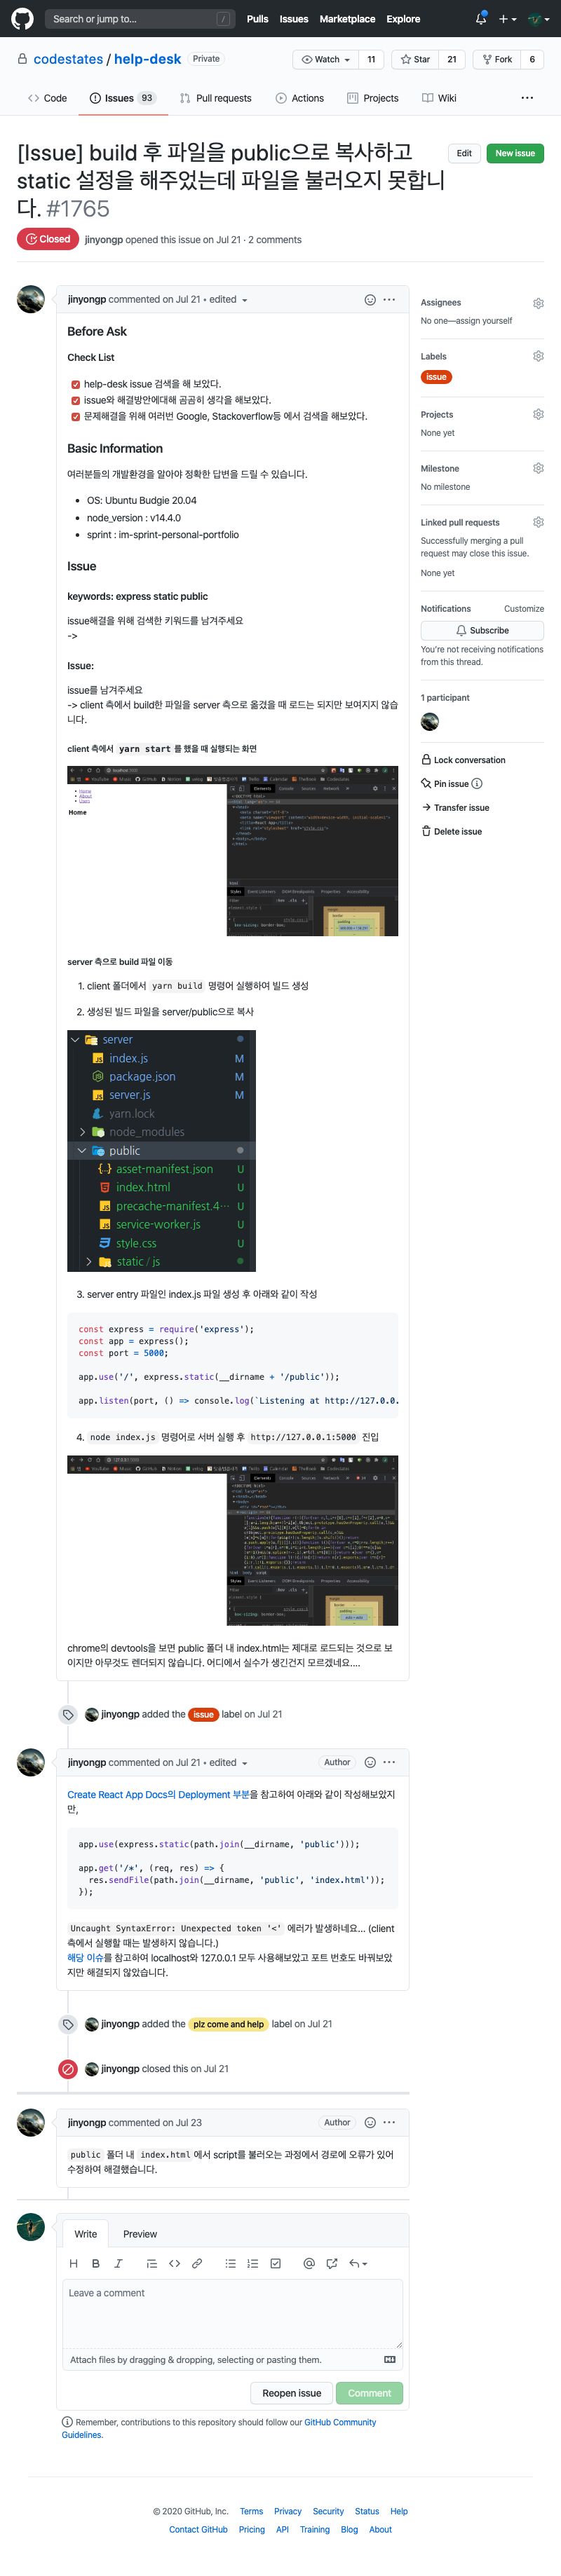 Search or jump to...
/
Pulls Issues Marketplace Explore
codestates / help-desk Private
Watch 11 Star 21 Fork 6
Code Issues 93 Pull requests Actions Projects Wiki ...
[Issue] build 후 파일을 public으로 복사하고
static 설정을 해주었는데 파일을 불러오지 못합니
다. #1765
Edit New issue
Closed jinyongp opened this issue on Jul 21 · 2 comments
jinyongp commented on Jul 21 • edited
Before Ask
Check List
help-desk issue 검색을 해 보았다.
issue와 해결방안에대해 곰곰히 생각을 해보았다.
문제해결을 위해 여러번 Google, Stackoverflow등 에서 검색을 해보았다.
Basic Information
여러분들의 개발환경을 알아야 정확한 답변을 드릴 수 있습니다.
• OS: Ubuntu Budgie 20.04
• node_version : v14.4.0
• sprint : im-sprint-personal-portfolio
Issue
keywords: express static public
issue해결을 위해 검색한 키워드를 남겨주세요
->
Issue:
issue를 남겨주세요
-> client 측에서 build한 파일을 server 측으로 옮겼을 때 로드는 되지만 보여지지 않습
니다.
client 측에서 yarn start 를 했을 때 실행되는 화면
Home
About
Users
Home
server 측으로 build 파일 이동
1. client 폴더에서 yarn build 명령어 실행하여 빌드 생성
2. 생성된 빌드 파일을 server/public으로 복사
server
index.js M
package.json M
server.js M
yarn.lock
node_modules
public
asset-manifest.json U
index.html U
precache-manifest.4... U
service-worker.js U
style.css U
static / js
3. server entry 파일인 index.js 파일 생성 후 아래와 같이 작성
const express = require('express');
const app = express();
const port = 5000;
app.use('/', express.static(__dirname + '/public'));
app.listen(port, () => console.log(`Listening at http://127.0.0.
4. node index.js 명령어로 서버 실행 후 http://127.0.0.1:5000 진입
chrome의 devtools을 보면 public 폴더 내 index.html는 제대로 로드되는 것으로 보
이지만 아무것도 렌더되지 않습니다. 어디에서 실수가 생긴건지 모르겠네요....
jinyongp added the issue label on Jul 21
jinyongp commented on Jul 21 • edited Author
Create React App Docs의 Deployment 부분을 참고하여 아래와 같이 작성해보았지
만,
app.use(express.static(path.join(__dirname, 'public')));
app.get('/*', (req, res) => {
res.sendFile(path.join(__dirname, 'public', 'index.html'));
});
Uncaught SyntaxError: Unexpected token '<' 에러가 발생하네요... (client
측에서 실행할 때는 발생하지 않습니다.)
해당 이슈를 참고하여 localhost와 127.0.0.1 모두 사용해보았고 포트 번호도 바꿔보았
지만 해결되지 않았습니다.
jinyongp added the plz come and help label on Jul 21
jinyongp closed this on Jul 21
jinyongp commented on Jul 23 Author
public 폴더 내 index.html 에서 script를 불러오는 과정에서 경로에 오류가 있어
수정하여 해결했습니다.
Write Preview
Leave a comment
Attach files by dragging & dropping, selecting or pasting them.
Reopen issue Comment
Remember, contributions to this repository should follow our GitHub Community
Guidelines.
Assignees
No one—assign yourself
Labels
issue
Projects
None yet
Milestone
No milestone
Linked pull requests
Successfully merging a pull
request may close this issue.
None yet
Notifications Customize
Subscribe
You're not receiving notifications
from this thread.
1 participant
Lock conversation
Pin issue
Transfer issue
Delete issue
© 2020 GitHub, Inc. Terms Privacy Security Status Help
Contact GitHub Pricing API Training Blog About